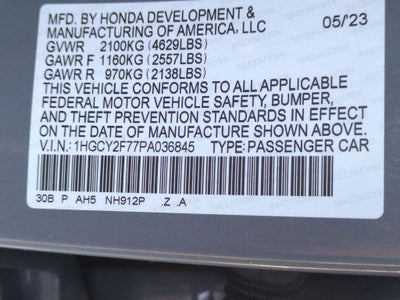 MFD. BY HONDA DEVELOPMENT & 05/23
MANUFACTURING OF AMERICA, LLC
GVWR 2100KG (4629LBS)
GAWR F 1160KG (2557LBS)
GAWR R 970KG (2138LBS)
THIS VEHICLE CONFORMS TO ALL APPLICABLE
FEDERAL MOTOR VEHICLE SAFETY, BUMPER,
AND THEFT PREVENTION STANDARDS IN EFFECT
ON THE DATE OF MANUFACTURE SHOWN ABOVE.
V.I.N.: 1HGCY2F77PA036845 TYPE: PASSENGER CAR
30B P AH5 NH912P .Z .A